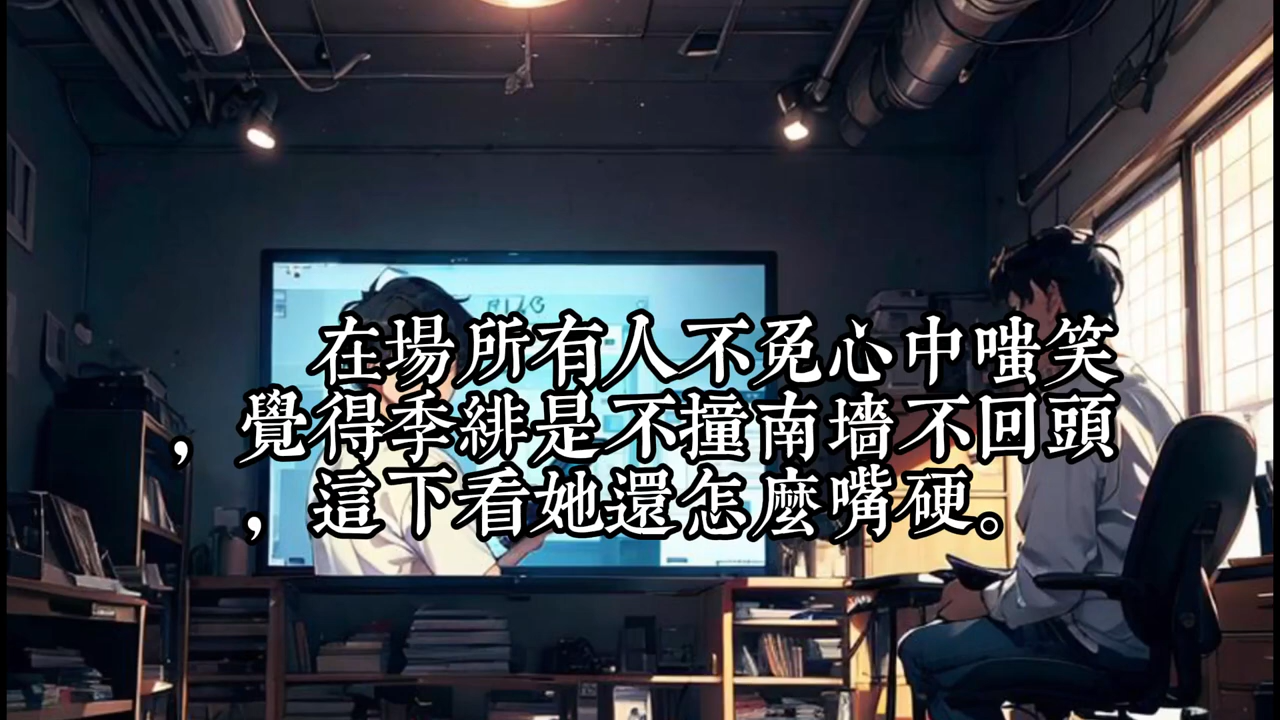 在場所有人不免心中嗤笑
，覺得季緋是不撞南墻不回頭
，這下看她還怎麼嘴硬。